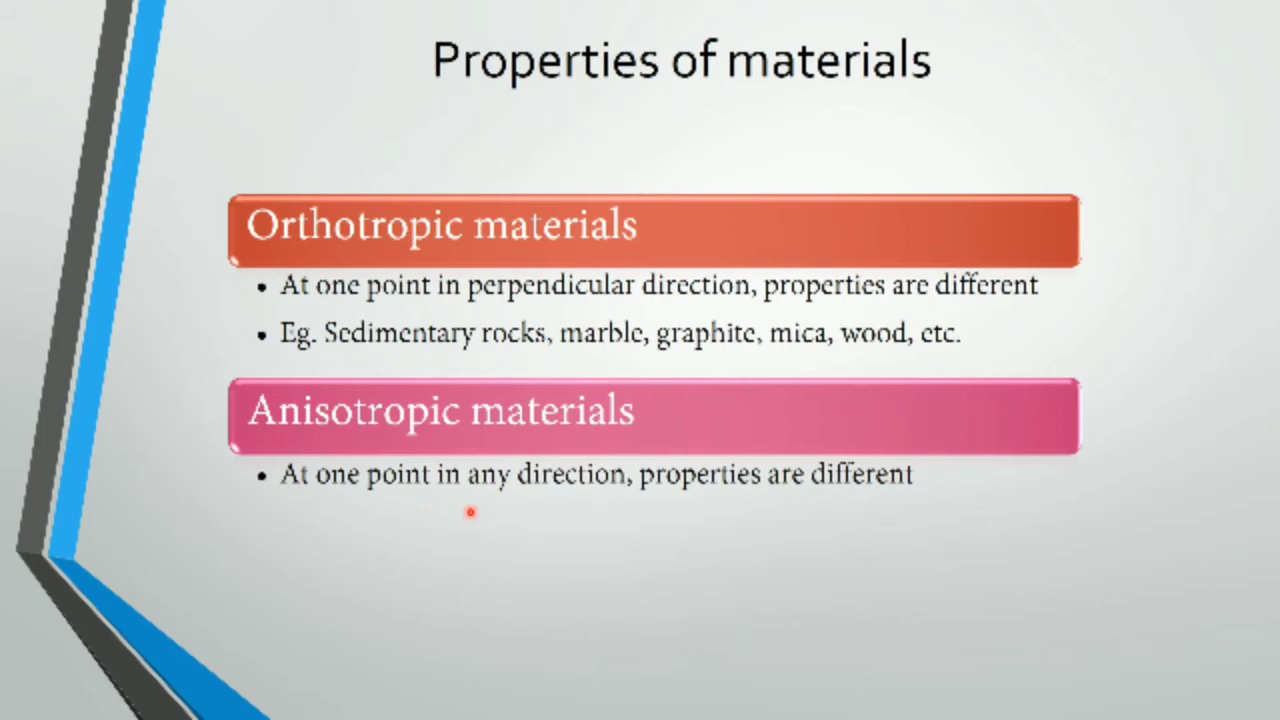 Properties of materials
Orthotropic materials
• At one point in perpendicular direction, properties are different
• Eg. Sedimentary rocks, marble, graphite, mica, wood, etc.
Anisotropic materials
• At one point in any direction, properties are different